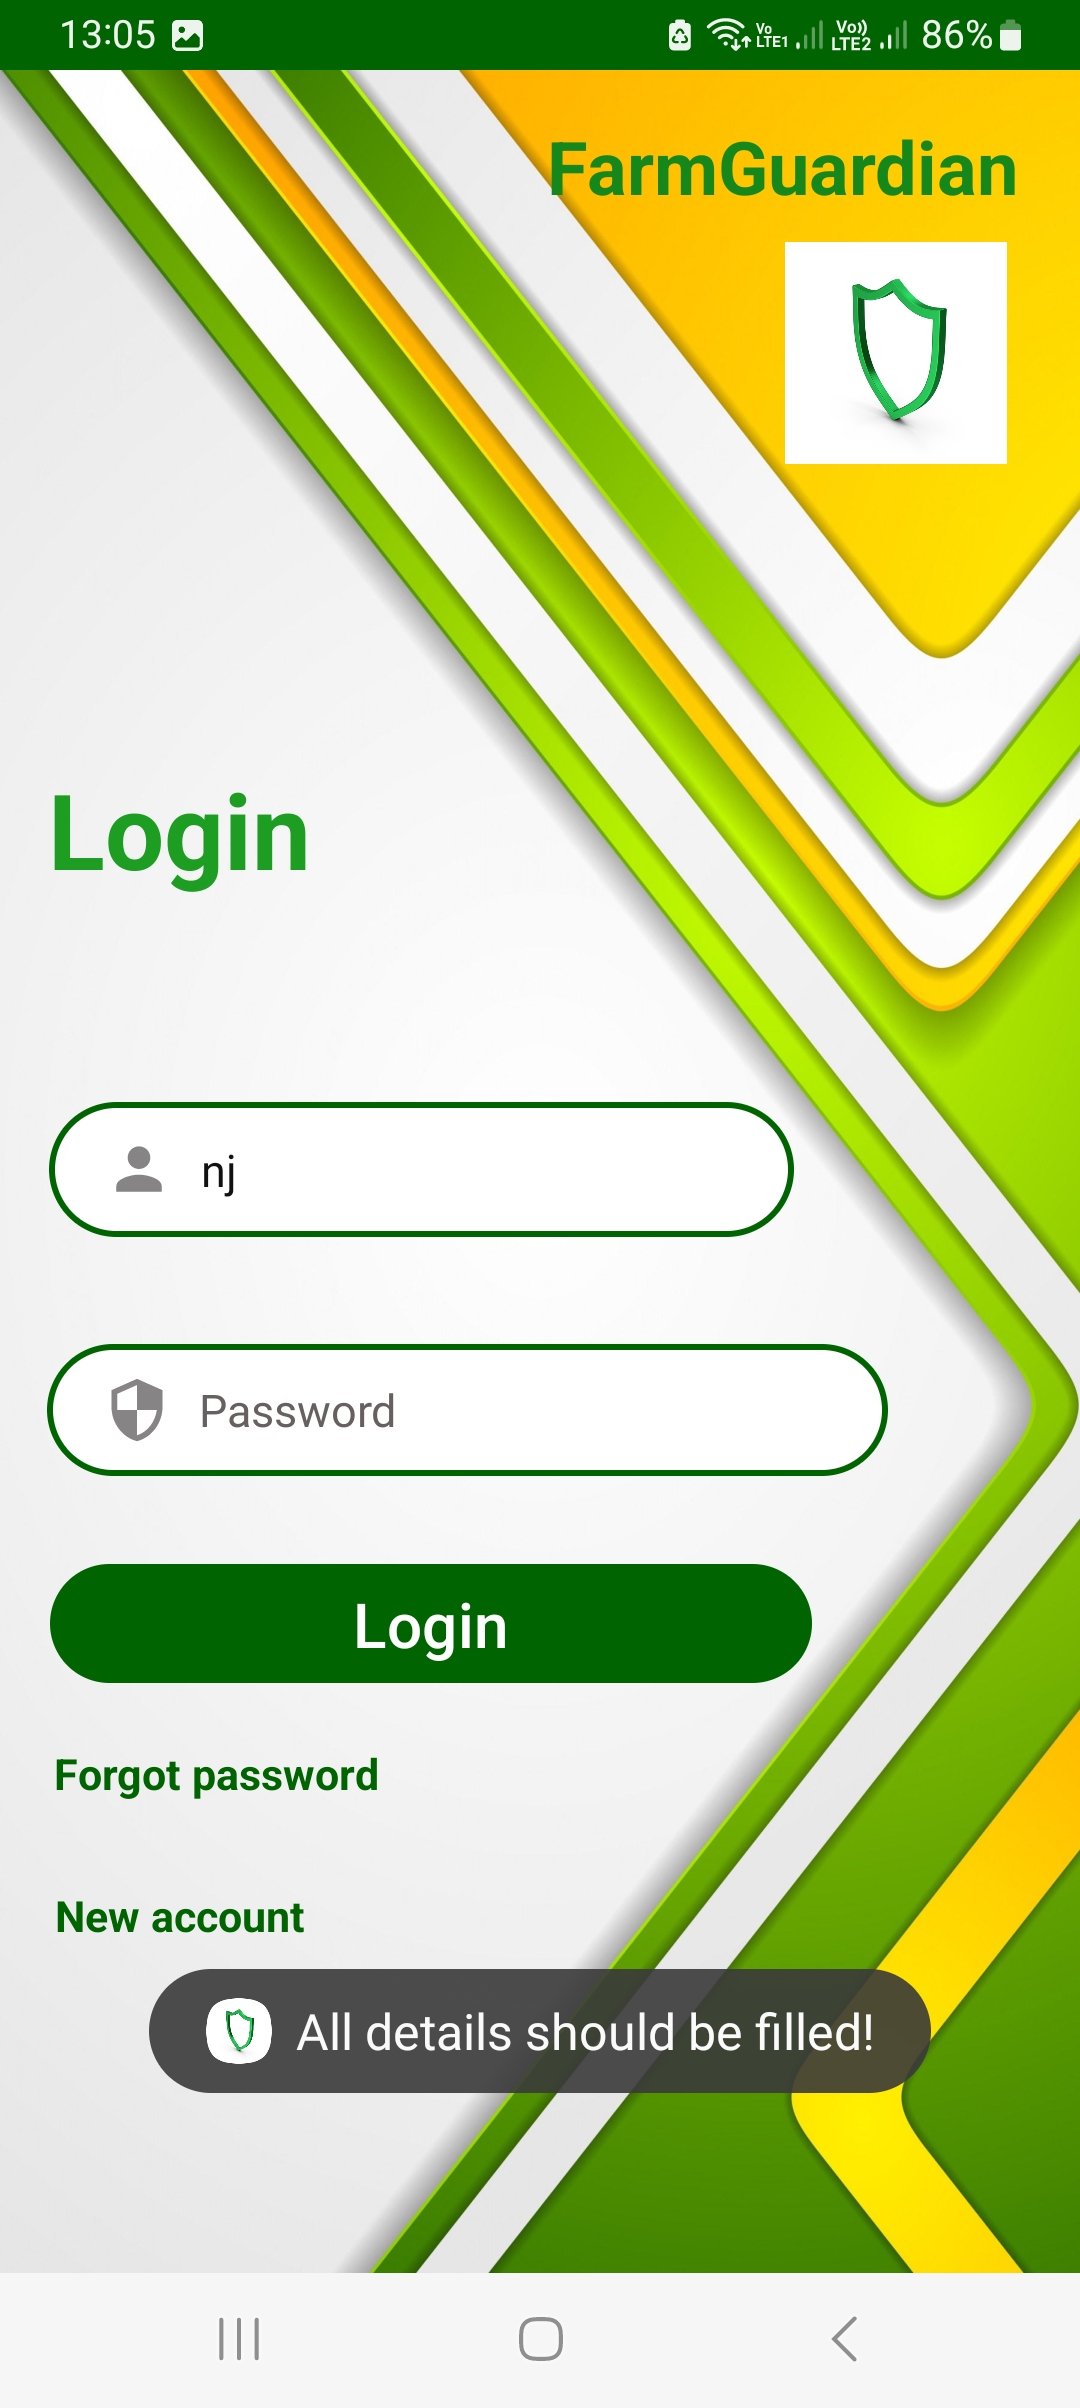 13:05
Vo LTE1 Vo)) LTE2 86%
FarmGuardian
Login
nj
Password
Login
Forgot password
New account
All details should be filled!